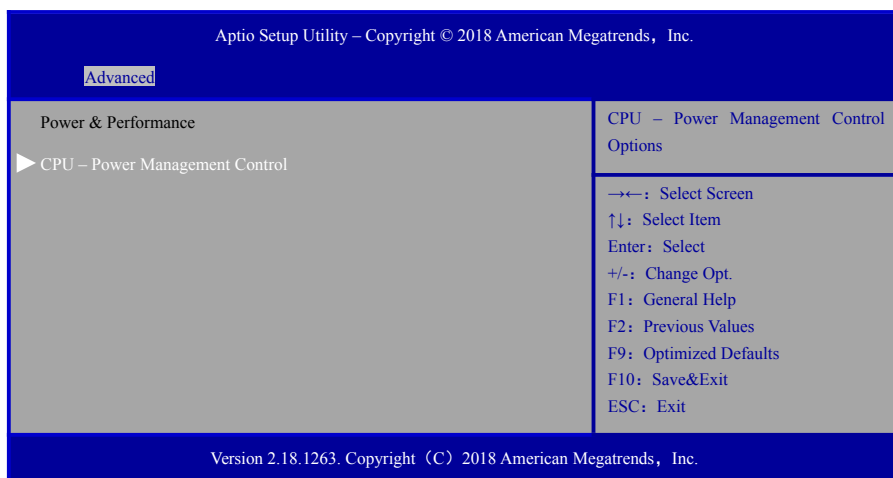 Aptio Setup Utility – Copyright © 2018 American Megatrends，Inc.
Advanced
Power & Performance
CPU – Power Management Control
CPU – Power Management Control
Options
→←：Select Screen
↑↓：Select Item
Enter：Select
+/-：Change Opt.
F1：General Help
F2：Previous Values
F9：Optimized Defaults
F10：Save&Exit
ESC：Exit
Version 2.18.1263. Copyright（C）2018 American Megatrends，Inc.